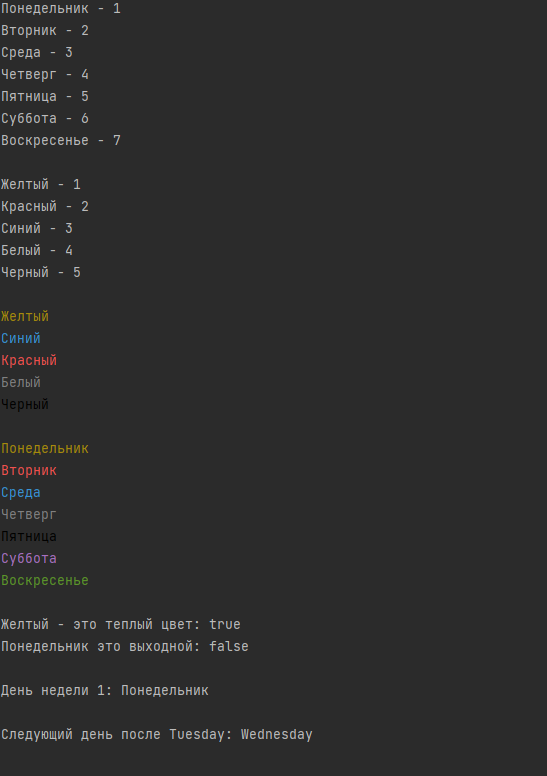 Понедельник - 1
Вторник - 2
Среда - 3
Четверг - 4
Пятница - 5
Суббота - 6
Воскресенье - 7
Желтый - 1
Красный - 2
Синий - 3
Белый - 4
Черный - 5
Желтый
Синий
Красный
Белый
Черный
Понедельник
Вторник
Среда
Четверг
Пятница
Суббота
Воскресенье
Желтый - это теплый цвет: true
Понедельник это выходной: false
День недели 1: Понедельник
Следующий день после Tuesday: Wednesday